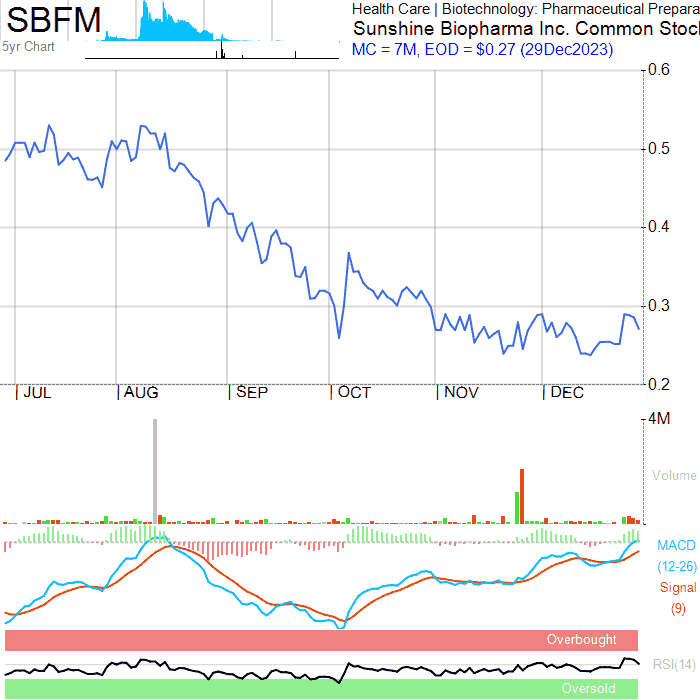 SBFM
5yr Chart
Health Care | Biotechnology: Pharmaceutical Prepara
Sunshine Biopharma Inc. Common Stoc
MC = 7M, EOD = $0.27 (29Dec2023)
0.6
0.5
0.4
0.3
0.2
JUL AUG SEP OCT NOV DEC
4M
Volume
MACD
(12-26)
Signal
(9)
Overbought
RSI(14)
Oversold